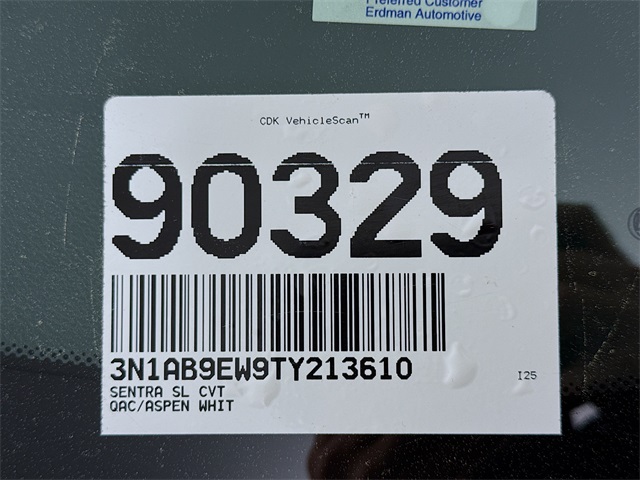 Preferred Customer
Erdman Automotive
CDK VehicleScan™
90329
3N1AB9EW9TY213610
SENTRA SL CVT
I25
QAC/ASPEN WHIT